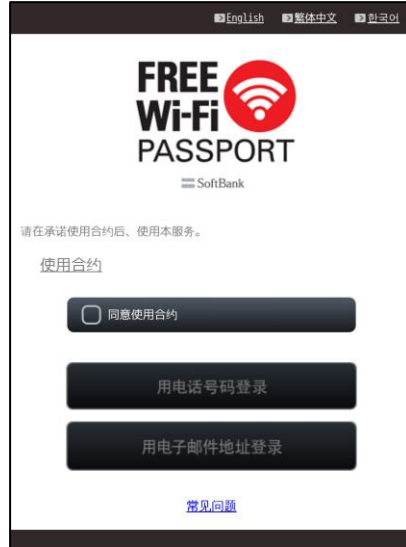 English 繁体中文 한국어
FREE
Wi-Fi
PASSPORT
SoftBank
请在承诺使用合约后、使用本服务。
使用合约
同意使用合约
用电话号码登录
用电子邮件地址登录
常见问题